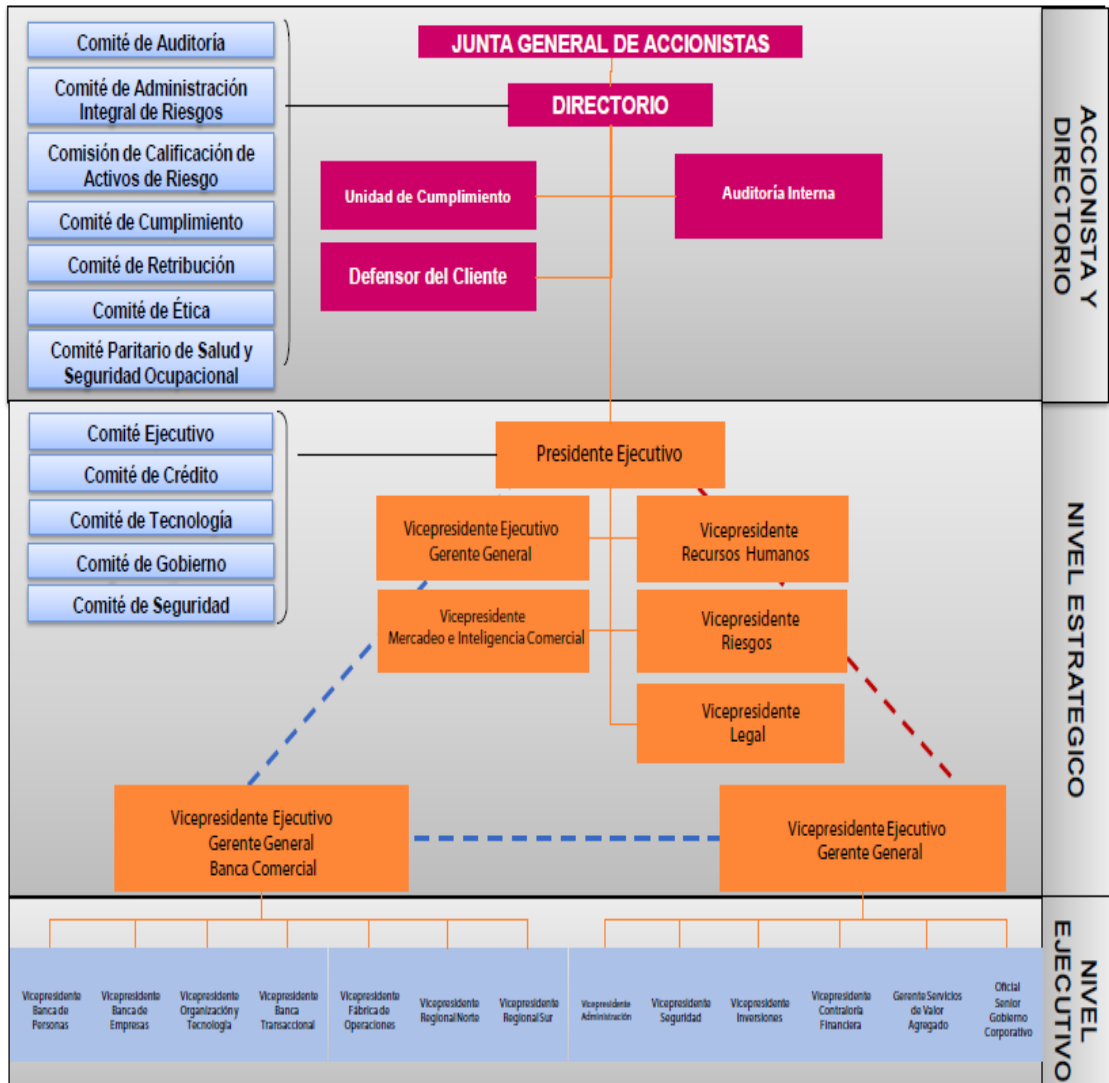 Comité de Auditoría
Comité de Administración
Integral de Riesgos
Comisión de Calificación de
Activos de Riesgo
Comité de Cumplimiento
Comité de Retribución
Comité de Ética
Comité Paritario de Salud y
Seguridad Ocupacional
JUNTA GENERAL DE ACCIONISTAS
DIRECTORIO
Unidad de Cumplimiento
Auditoría Interna
Defensor del Cliente
ACCIONISTA Y
DIRECTORIO
Comité Ejecutivo
Comité de Crédito
Comité de Tecnología
Comité de Gobierno
Comité de Seguridad
Presidente Ejecutivo
Vicepresidente Ejecutivo
Gerente General
Vicepresidente
Recursos Humanos
Vicepresidente
Mercadeo e Inteligencia Comercial
Vicepresidente
Riesgos
Vicepresidente
Legal
Vicepresidente Ejecutivo
Gerente General
Banca Comercial
Vicepresidente Ejecutivo
Gerente General
NIVEL ESTRATEGICO
Vicepresidente
Banca de
Personas
Vicepresidente
Banca de
Empresas
Vicepresidente
Organización y
Tecnología
Vicepresidente
Banca
Transaccional
Vicepresidente
Fábrica de
Operaciones
Vicepresidente
Regional Norte
Vicepresidente
Regional Sur
Vicepresidente
Administración
Vicepresidente
Seguridad
Vicepresidente
Inversiones
Vicepresidente
Contraloría
Financiera
Gerente Servicios
de Valor
Agregado
Oficial
Senior
Gobierno
Corporativo
NIVEL
EJECUTIVO